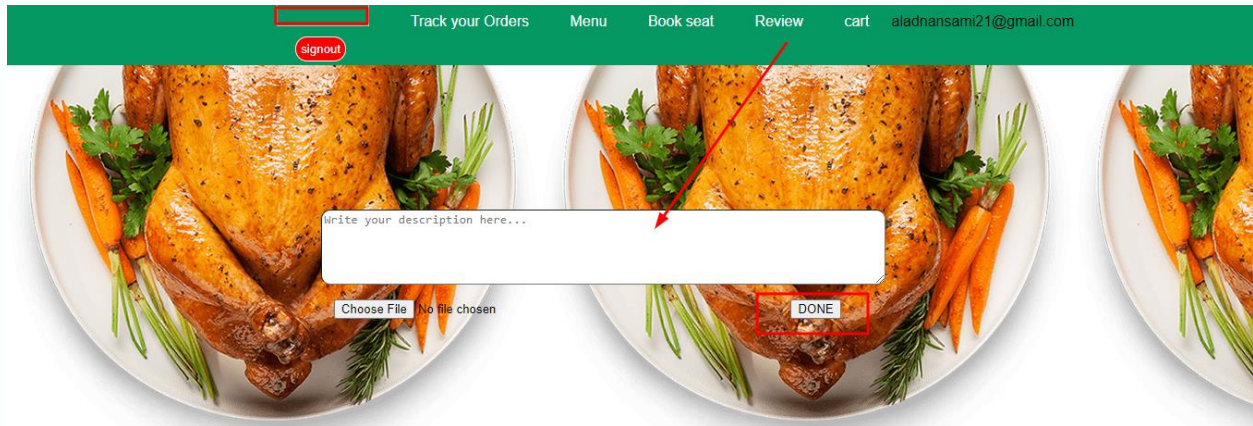 Track your Orders Menu Book seat Review cart aladnansami21@gmail.com
signout
Write your description here...
Choose File No file chosen DONE